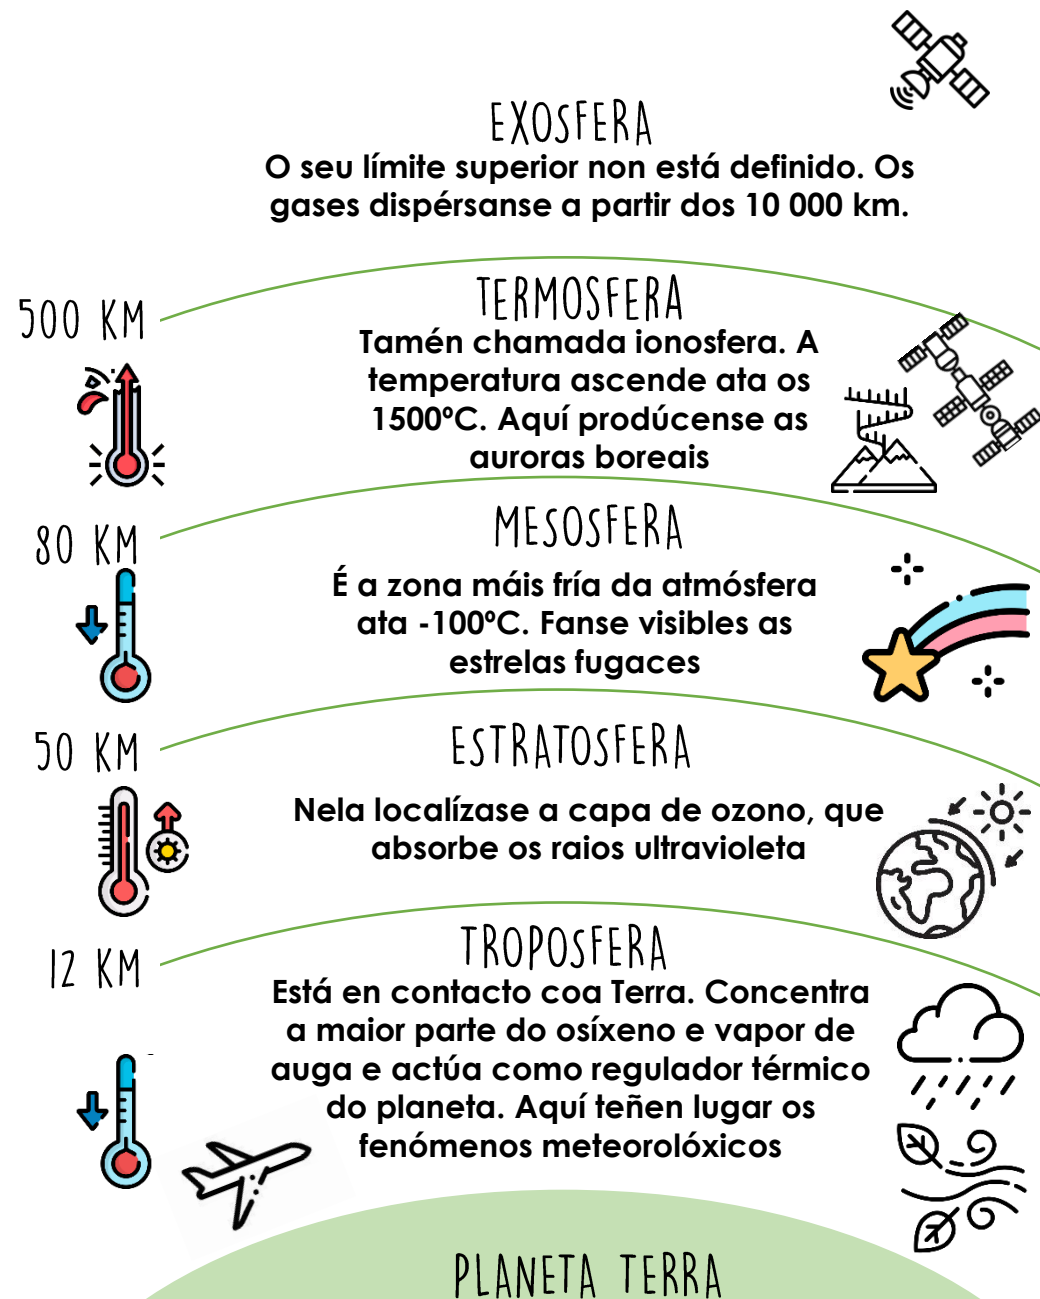 EXOSFERA
O seu límite superior non está definido. Os
gases dispérsanse a partir dos 10 000 km.
500 KM
TERMOSFERA
Tamén chamada ionosfera. A
temperatura ascende ata os
1500ºC. Aquí prodúcense as
auroras boreais
80 KM
MESOSFERA
É a zona máis fría da atmósfera
ata -100ºC. Fanse visibles as
estrelas fugaces
50 KM
ESTRATOSFERA
Nela localízase a capa de ozono, que
absorbe os raios ultravioleta
12 KM
TROPOSFERA
Está en contacto coa Terra. Concentra
a maior parte do osíxeno e vapor de
auga e actúa como regulador térmico
do planeta. Aquí teñen lugar os
fenómenos meteorolóxicos
PLANETA TERRA